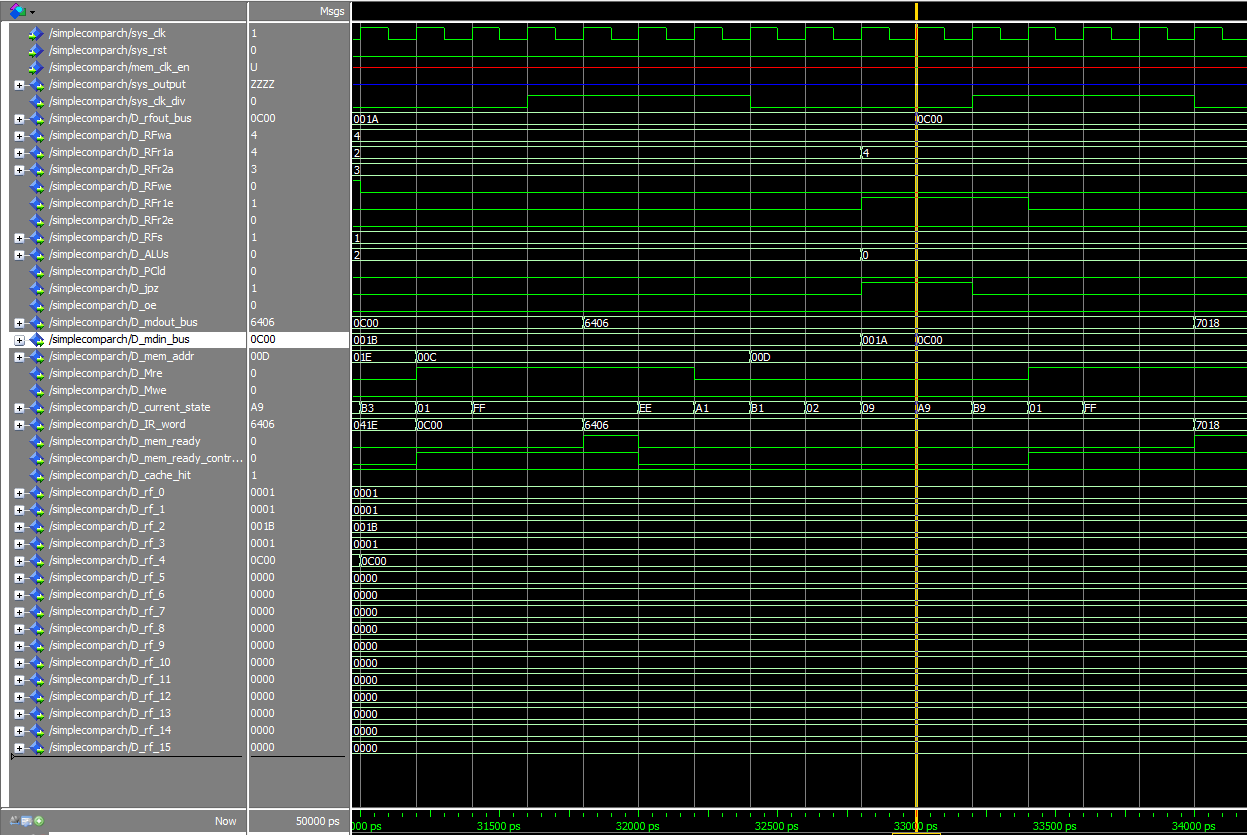 Msgs
/simplecomparch/sys_clk 1
/simplecomparch/sys_rst 0
/simplecomparch/mem_clk_en U
/simplecomparch/sys_output ZZZZ
/simplecomparch/sys_clk_div 0
/simplecomparch/D_rfout_bus 0C00 001A 0C00
/simplecomparch/D_RFwa 4 4
/simplecomparch/D_RFr1a 4 2 4
/simplecomparch/D_RFr2a 3 3
/simplecomparch/D_RFwe 0
/simplecomparch/D_RFr1e 1
/simplecomparch/D_RFr2e 0
/simplecomparch/D_RFs 1 1
/simplecomparch/D_ALUs 0 2 0
/simplecomparch/D_PCld 0
/simplecomparch/D_jpz 1
/simplecomparch/D_oe 0
/simplecomparch/D_mdout_bus 6406 0C00 6406 7018
/simplecomparch/D_mdin_bus 0C00 001B 001A 0C00
/simplecomparch/D_mem_addr 00D 01E 00C 00D
/simplecomparch/D_Mre 0
/simplecomparch/D_Mwe 0
/simplecomparch/D_current_state A9 B3 01 FF EE A1 B1 02 09 A9 B9 01 FF
/simplecomparch/D_IR_word 6406 041E 0C00 6406 7018
/simplecomparch/D_mem_ready 0
/simplecomparch/D_mem_ready_contr... 0
/simplecomparch/D_cache_hit 1
/simplecomparch/D_rf_0 0001 0001
/simplecomparch/D_rf_1 0001 0001
/simplecomparch/D_rf_2 001B 001B
/simplecomparch/D_rf_3 0001 0001
/simplecomparch/D_rf_4 0C00 0C00
/simplecomparch/D_rf_5 0000 0000
/simplecomparch/D_rf_6 0000 0000
/simplecomparch/D_rf_7 0000 0000
/simplecomparch/D_rf_8 0000 0000
/simplecomparch/D_rf_9 0000 0000
/simplecomparch/D_rf_10 0000 0000
/simplecomparch/D_rf_11 0000 0000
/simplecomparch/D_rf_12 0000 0000
/simplecomparch/D_rf_13 0000 0000
/simplecomparch/D_rf_14 0000 0000
/simplecomparch/D_rf_15 0000 0000
Now 50000 ps 000 ps 31500 ps 32000 ps 32500 ps 33000 ps 33500 ps 34000 ps